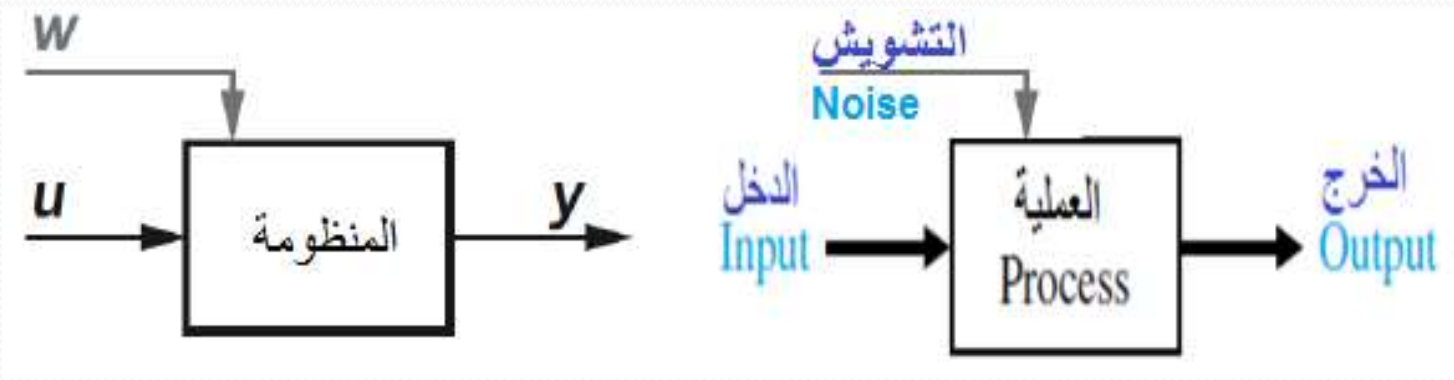 w
u
المنظومة
y
التشويش
Noise
الدخل
Input
العملية
Process
الخرج
Output